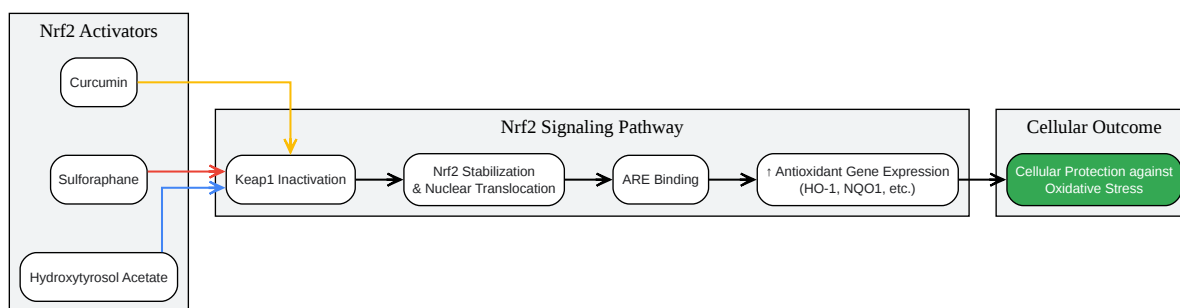 Nrf2 Activators
Curcumin
Sulforaphane
Hydroxytyrosol Acetate
Nrf2 Signaling Pathway
Keap1 Inactivation
Nrf2 Stabilization
& Nuclear Translocation
ARE Binding
↑ Antioxidant Gene Expression
(HO-1, NQO1, etc.)
Cellular Outcome
Cellular Protection against
Oxidative Stress